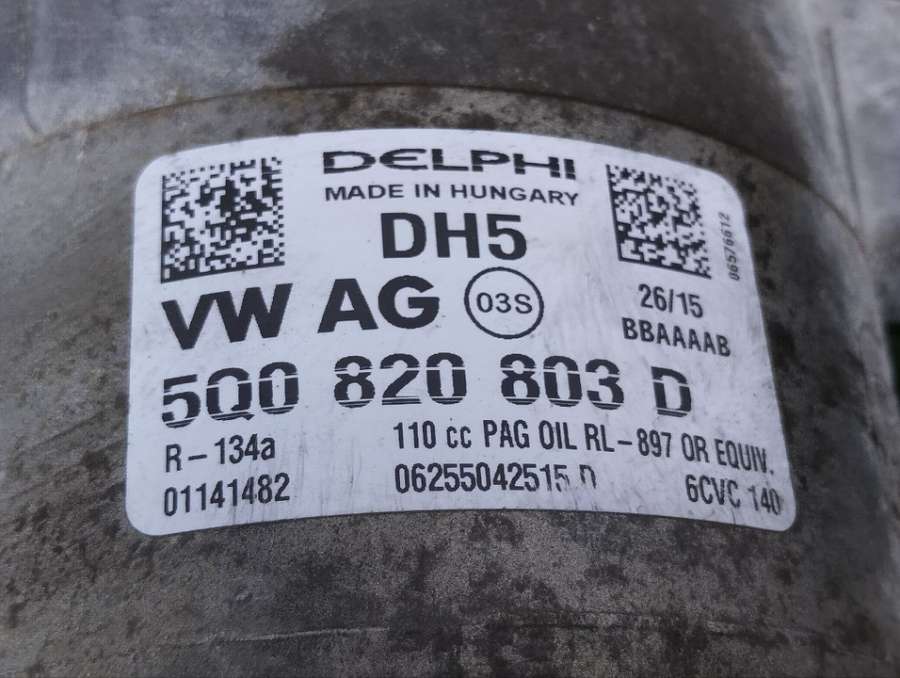 DELPHI
MADE IN HUNGARY
DH5
06576612
VW AG 03S
26/15
BBAAAAB
5Q0 820 803 D
R-134a
110 cc PAG OIL RL-897 OR EQUIV.
01141482
06255042515 D
6CVC 140